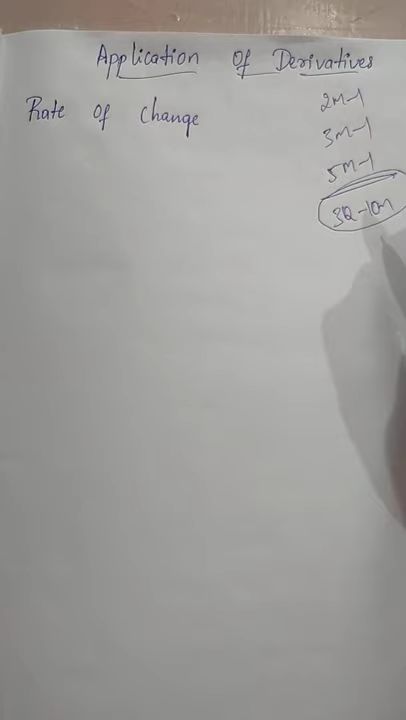 Application Of Derivatives
Rate of change
2M-1
3M-1
5M-1
3Q-10M